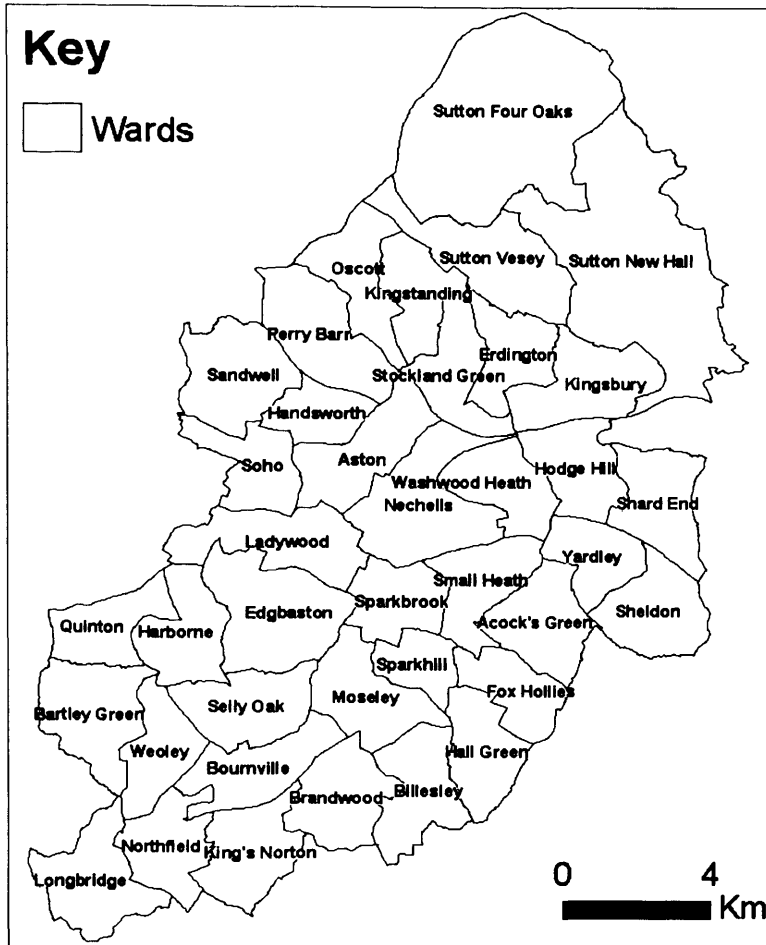 Key
Wards
Sutton Four Oaks
Sutton Vesey
Sutton New Hall
Oscott
Kingstanding
Perry Barr
Erdington
Sandwell
Stockland Green
Kingsbury
Handsworth
Aston
Soho
Hodge Hill
Washwood Heath
Nechells
Shard End
Ladywood
Yardley
Small Heath
Sparkbrook
Edgbaston
Sheldon
Acock's Green
Quinton
Harborne
Sparkhill
Fox Hollies
Moseley
Selly Oak
Bartley Green
Weoley
Hall Green
Bournville
Billesley
Brandwood
Northfield
King's Norton
Longbridge
0 4
Km